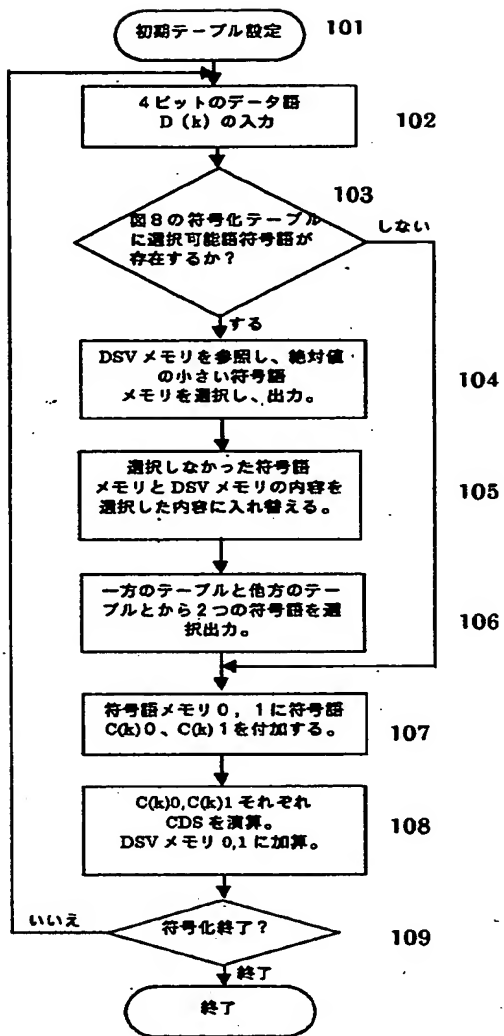 初期テーブル設定
101
4ビットのデータ語
D(k)の入力
102
103
図8の符号化テーブル
に選択可能語符号語が
存在するか?
しない
する
DSVメモリを参照し、絶対値
の小さい符号語
メモリを選択し、出力。
104
選択しなかった符号語
メモリとDSVメモリの内容を
選択した内容に入れ替える。
105
一方のテーブルと他方のテー
ブルとから2つの符号語を選
択出力。
106
符号語メモリ0,1に符号語
C(k)0、C(k)1を付加する。
107
C(k)0,C(k)1それぞれ
CDSを演算。
DSVメモリ0,1に加算。
108
いいえ
符号化終了?
109
終了
終了